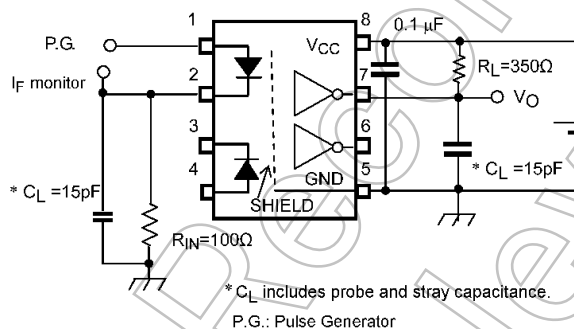 1
8
0.1 μF
P.G.
VCC
RL=350Ω
IF monitor
2
7
VO
3
6
4
GND
5
* CL=15pF
* CL=15pF
SHIELD
RIN=100Ω
* CL includes probe and stray capacitance.
P.G.: Pulse Generator